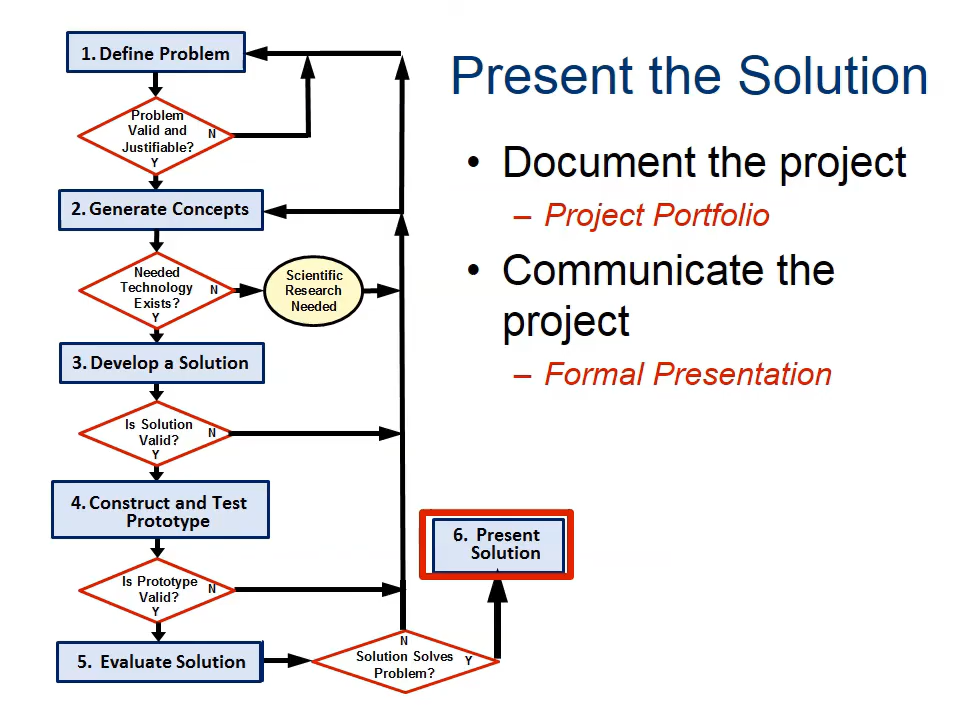 1. Define Problem
Problem
Valid and
Justifiable?
N
Y
2. Generate Concepts
Needed
Technology
Exists?
N
Y
Scientific
Research
Needed
3. Develop a Solution
Is Solution
Valid?
N
Y
4. Construct and Test
Prototype
Is Prototype
Valid?
N
Y
5. Evaluate Solution
N
Solution Solves
Problem?
Y
6. Present
Solution
Present the Solution
• Document the project
– Project Portfolio
• Communicate the
project
– Formal Presentation